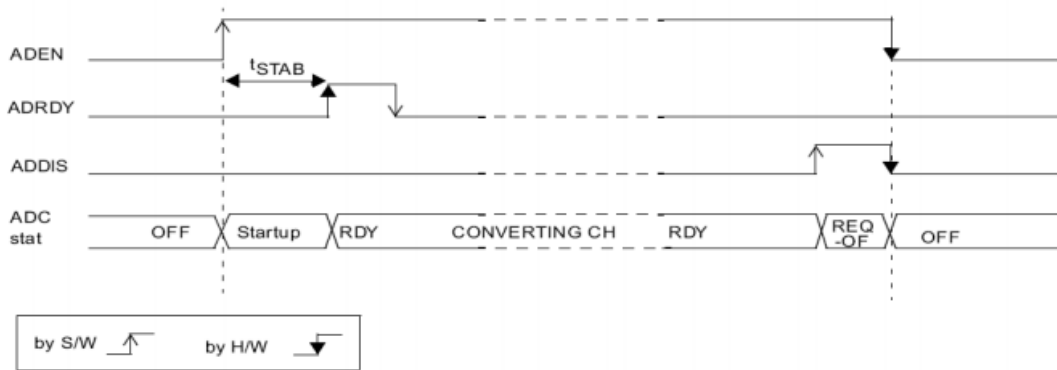 ADEN
tSTAB
ADRDY
ADDIS
ADC
stat
OFF Startup RDY CONVERTING CH RDY REQ
-OF OFF
by S/W by H/W